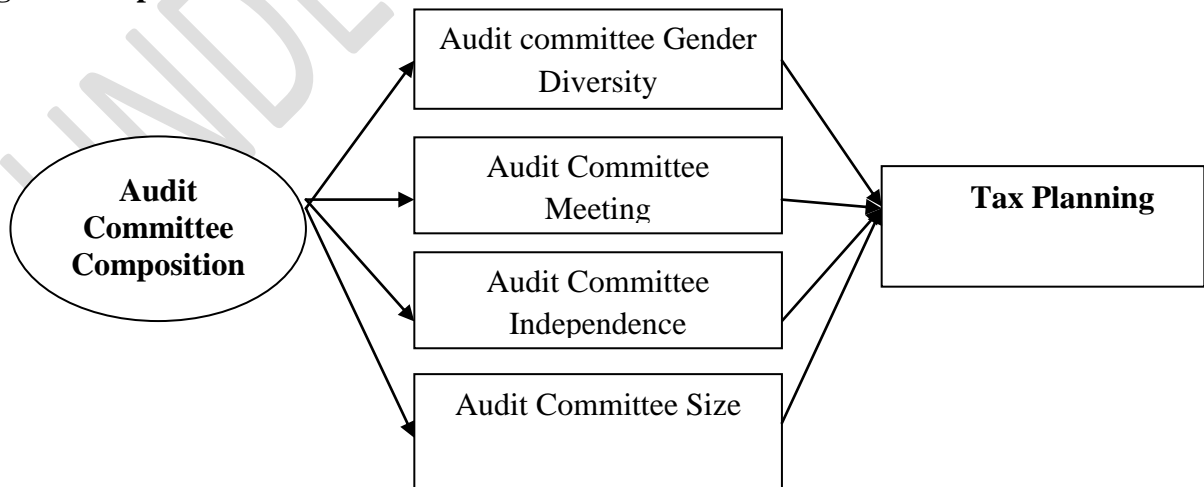 Audit committee Gender
Diversity
Audit Committee
Meeting
Audit
Committee
Composition
Tax Planning
Audit Committee
Independence
Audit Committee Size